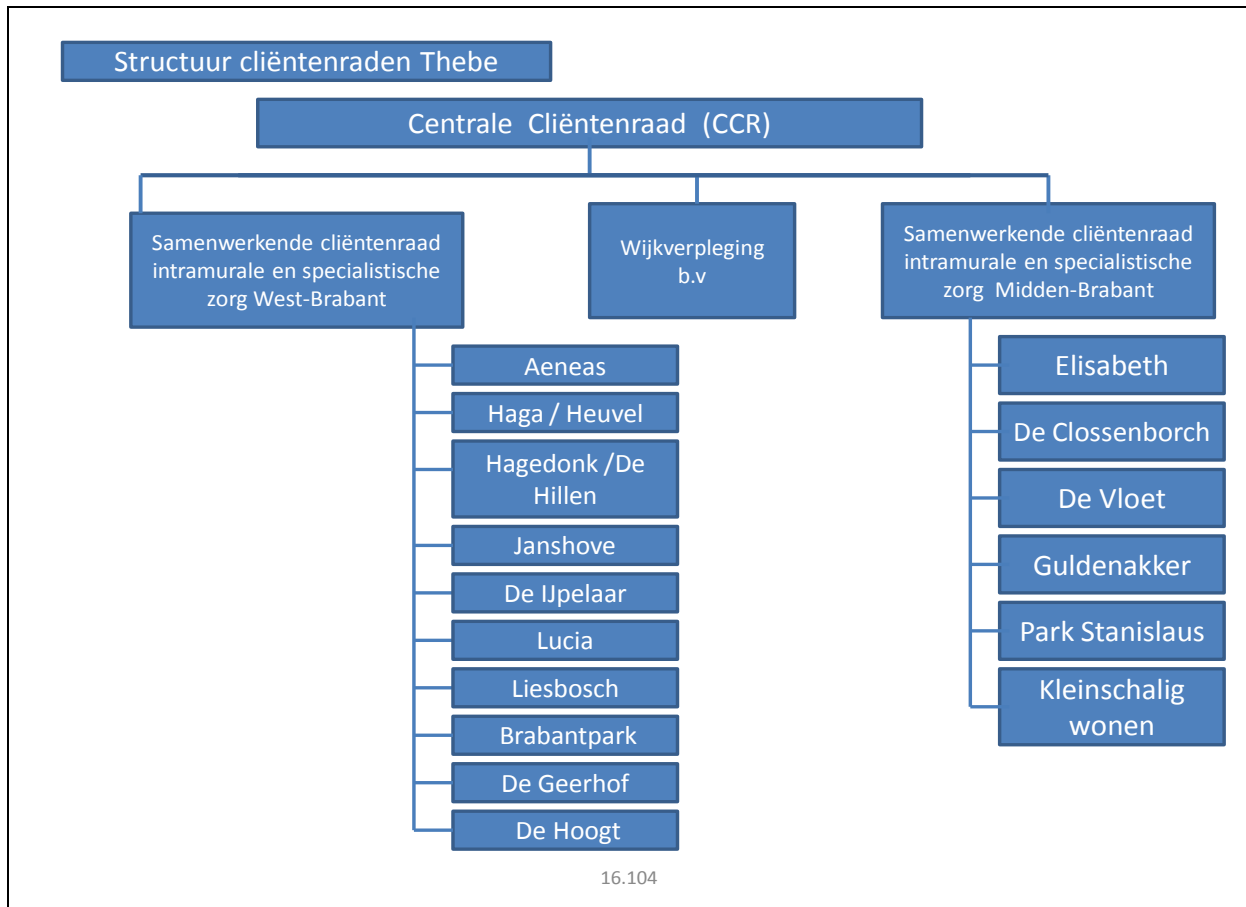 Structuur cliëntenraden Thebe
Centrale Cliëntenraad (CCR)
Samenwerkende cliëntenraad
intramurale en specialistische
zorg West-Brabant
Wijkverpleging
b.v
Samenwerkende cliëntenraad
intramurale en specialistische
zorg Midden-Brabant
Aeneas
Haga / Heuvel
Hagedonk /De
Hillen
Janshove
De IJpelaar
Lucia
Liesbosch
Brabantpark
De Geerhof
De Hoogt
Elisabeth
De Clossenborch
De Vloet
Guldenakker
Park Stanislaus
Kleinschalig
wonen
16.104